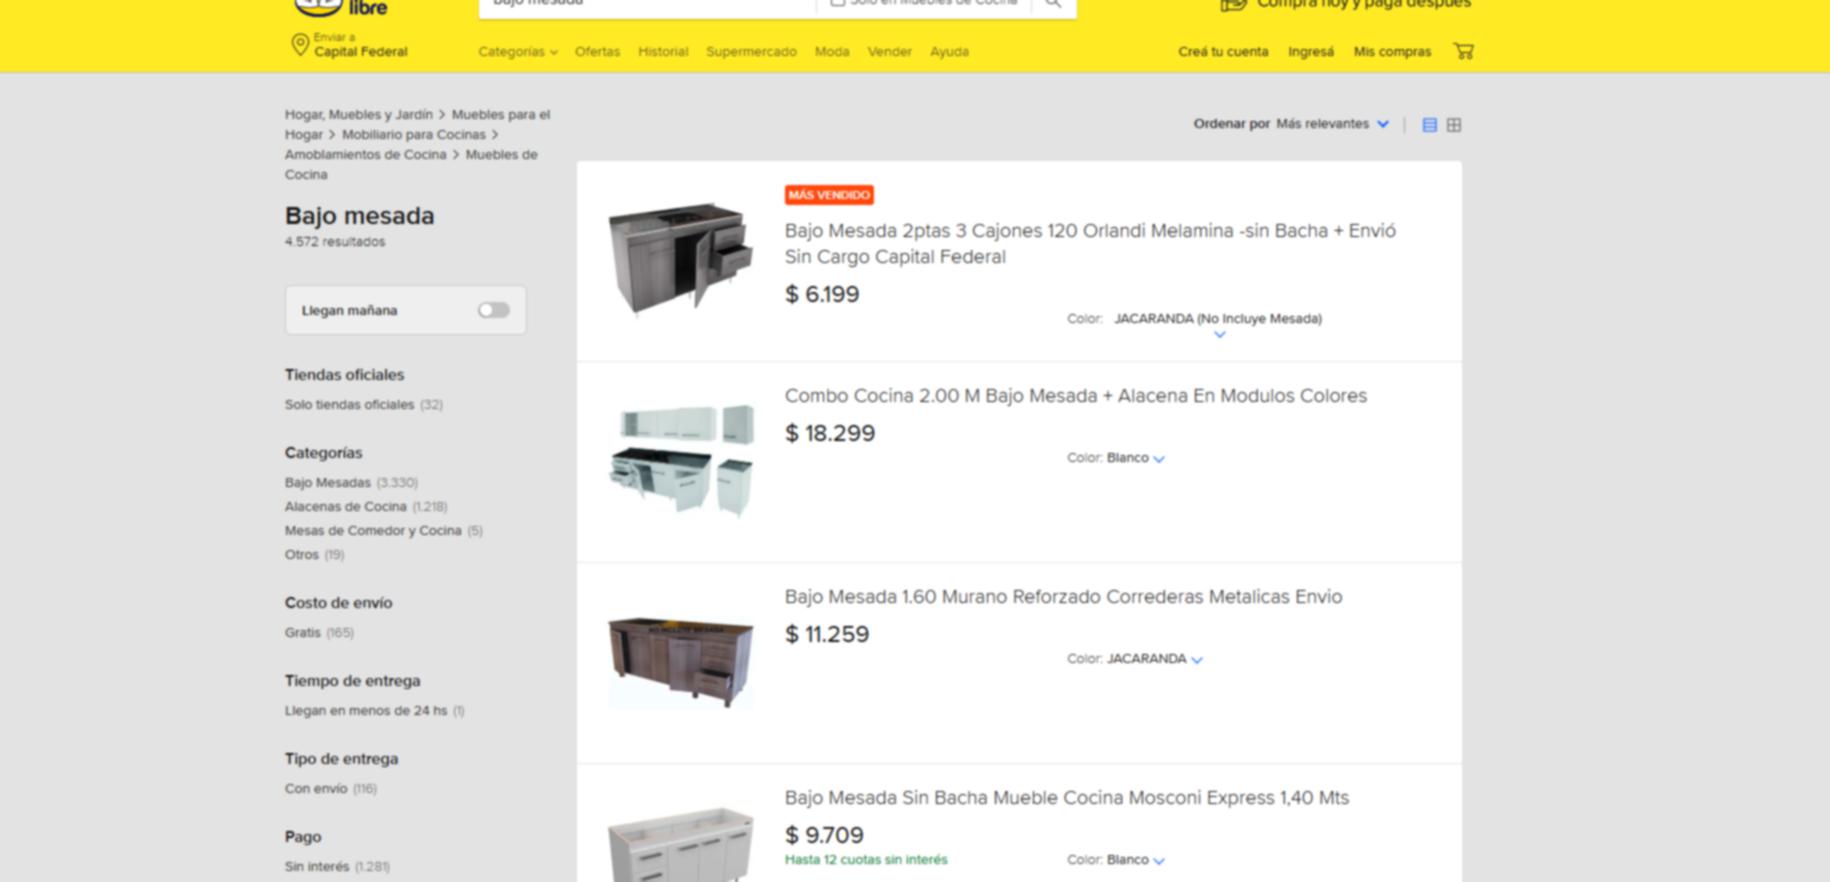 libre
bajo mesada
Solo en Muebles de Cocina
Comprá hoy y pagá después
Enviar a
Capital Federal
Categorías
Ofertas
Historial
Supermercado
Moda
Vender
Ayuda
Creá tu cuenta
Ingresá
Mis compras
Hogar, Muebles y Jardín > Muebles para el
Hogar > Mobiliario para Cocinas >
Amoblamientos de Cocina > Muebles de
Cocina
Bajo mesada
4.572 resultados
Llegan mañana
Tiendas oficiales
Solo tiendas oficiales (32)
Categorías
Bajo Mesadas (3.330)
Alacenas de Cocina (1.218)
Mesas de Comedor y Cocina (5)
Otros (19)
Costo de envío
Gratis (165)
Tiempo de entrega
Llegan en menos de 24 hs (1)
Tipo de entrega
Con envío (116)
Pago
Sin interés (1.281)
Ordenar por Más relevantes
MÁS VENDIDO
Bajo Mesada 2ptas 3 Cajones 120 Orlandi Melamina -sin Bacha + Envió
Sin Cargo Capital Federal
$ 6.199
Color: JACARANDA (No Incluye Mesada)
Combo Cocina 2.00 M Bajo Mesada + Alacena En Modulos Colores
$ 18.299
Color: Blanco
NO INCLUYE MESADA
Bajo Mesada 1.60 Murano Reforzado Correderas Metalicas Envio
$ 11.259
Color: JACARANDA
Bajo Mesada Sin Bacha Mueble Cocina Mosconi Express 1,40 Mts
$ 9.709
Hasta 12 cuotas sin interés
Color: Blanco